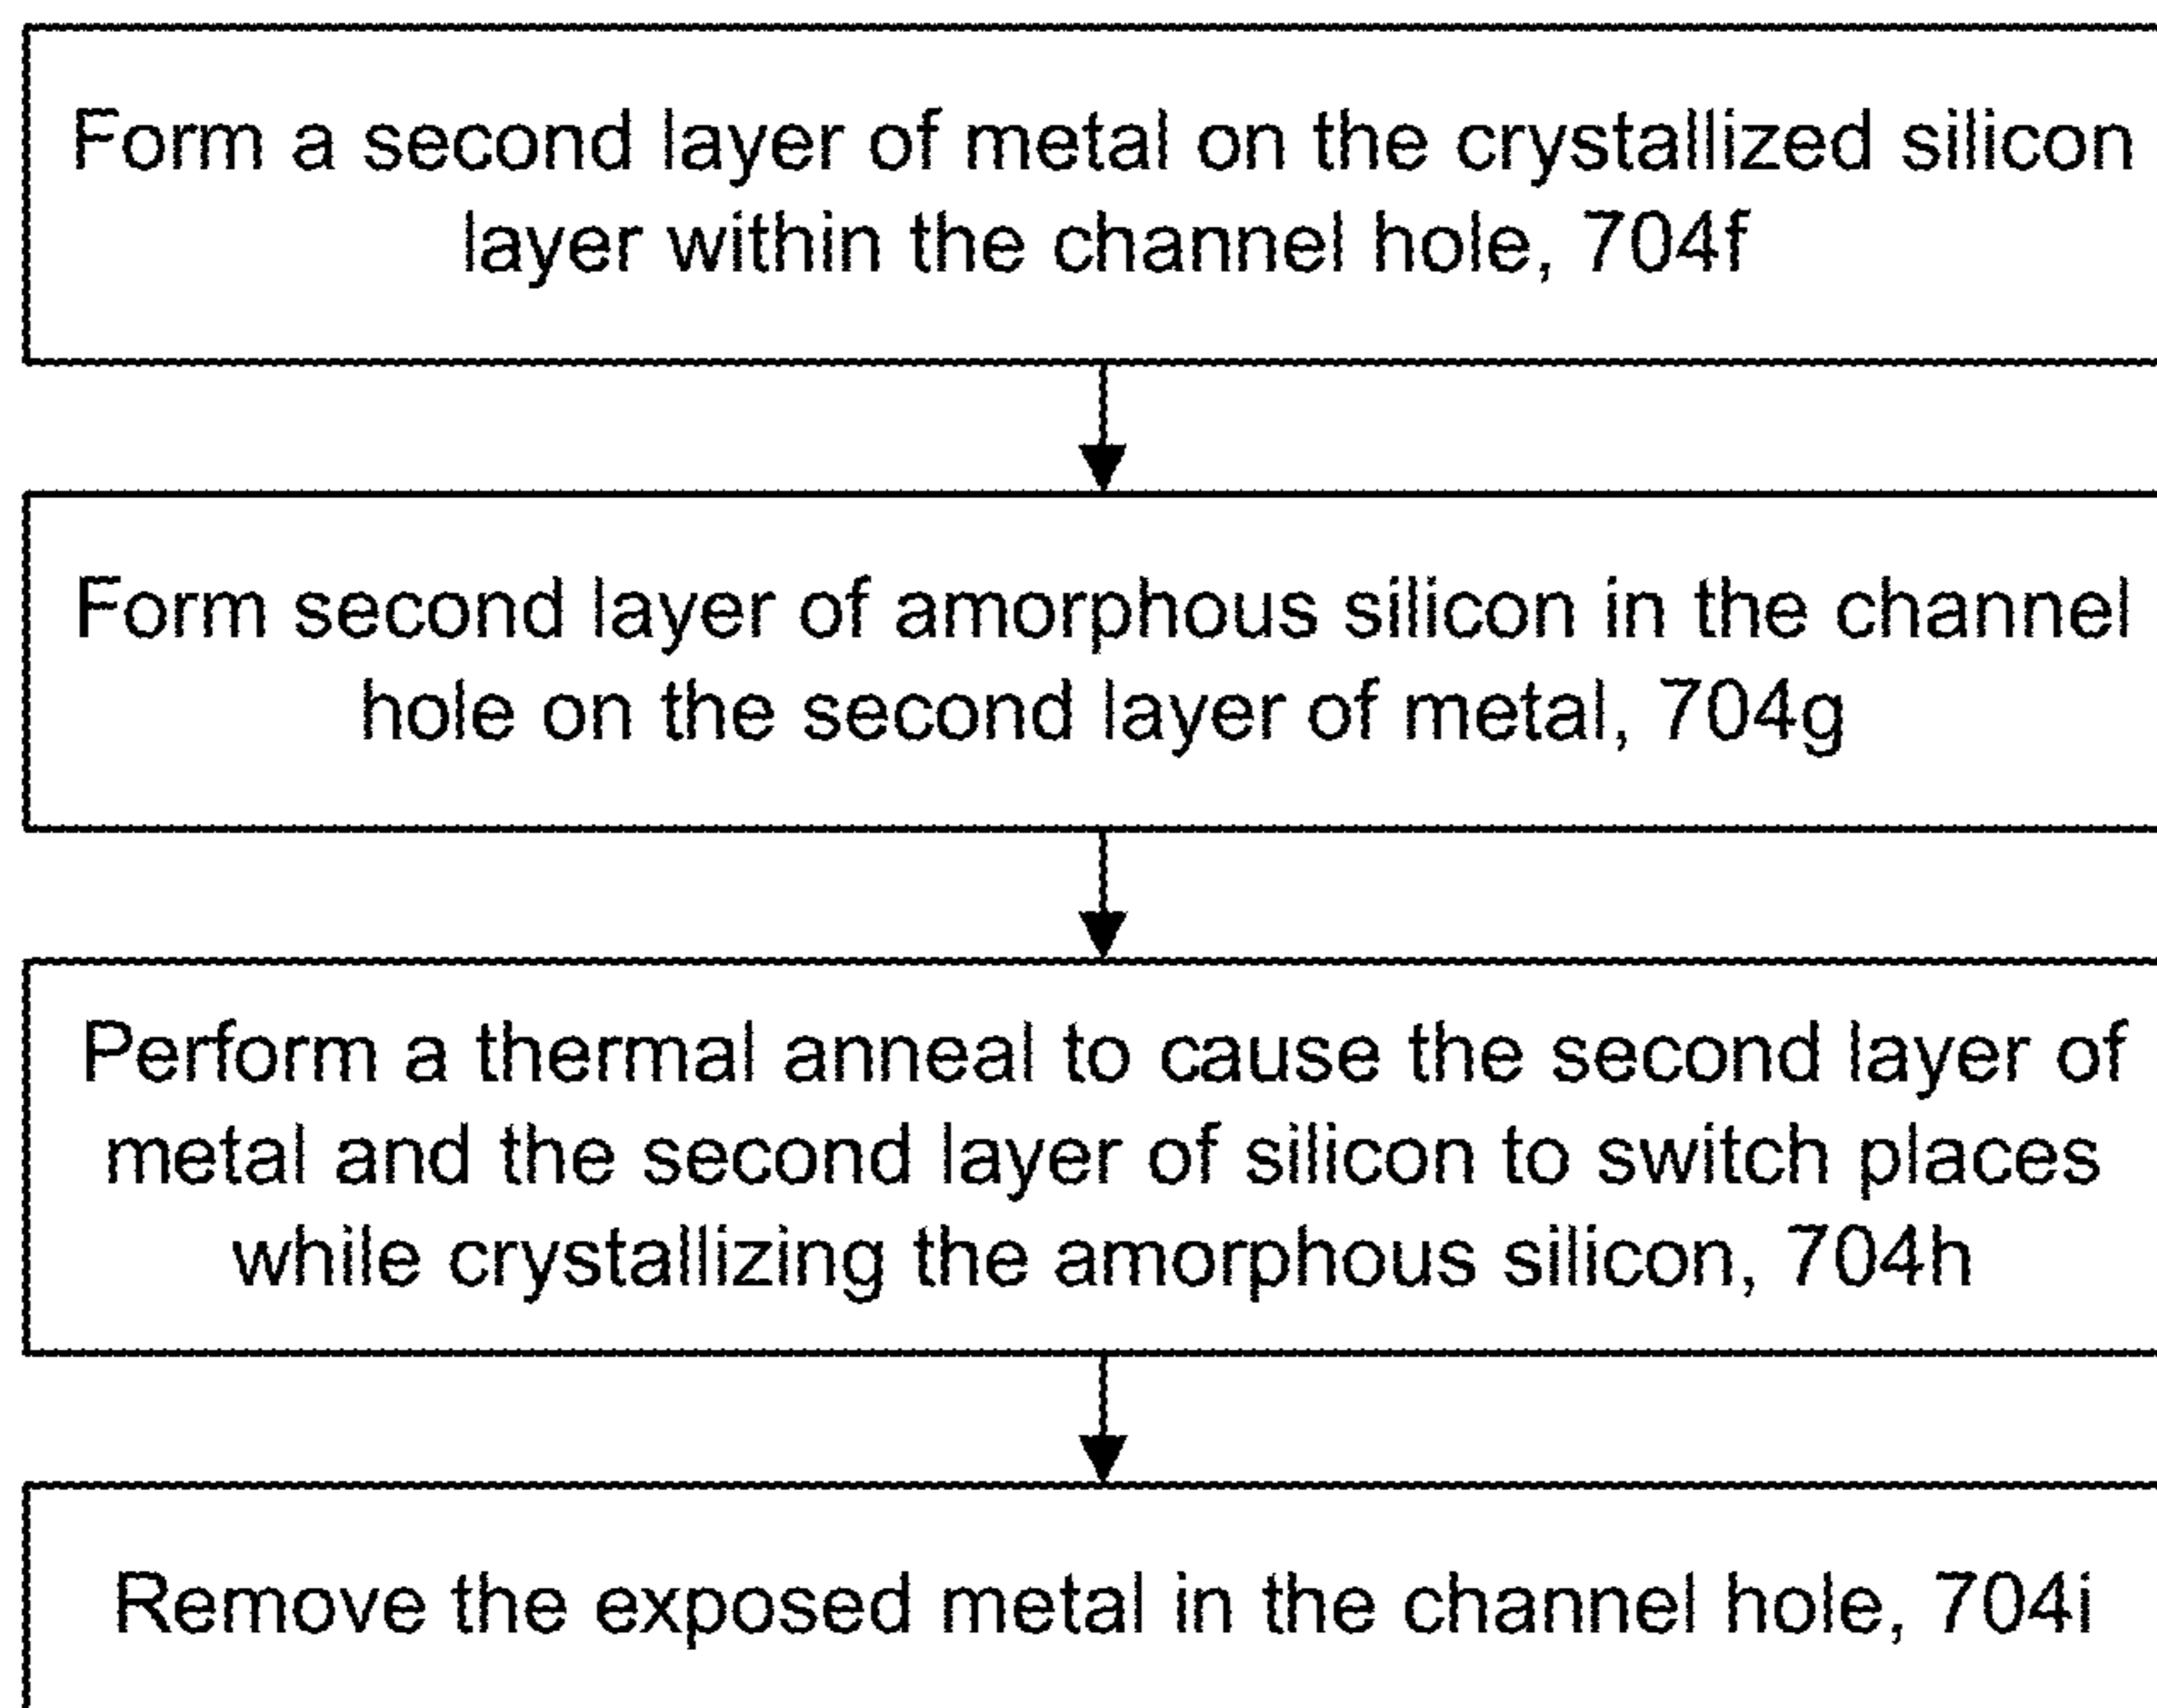 Form a second layer of metal on the crystallized silicon
layer within the channel hole, 704f
Form second layer of amorphous silicon in the channel
hole on the second layer of metal, 704g
Perform a thermal anneal to cause the second layer of
metal and the second layer of silicon to switch places
while crystallizing the amorphous silicon, 704h
Remove the exposed metal in the channel hole, 704i